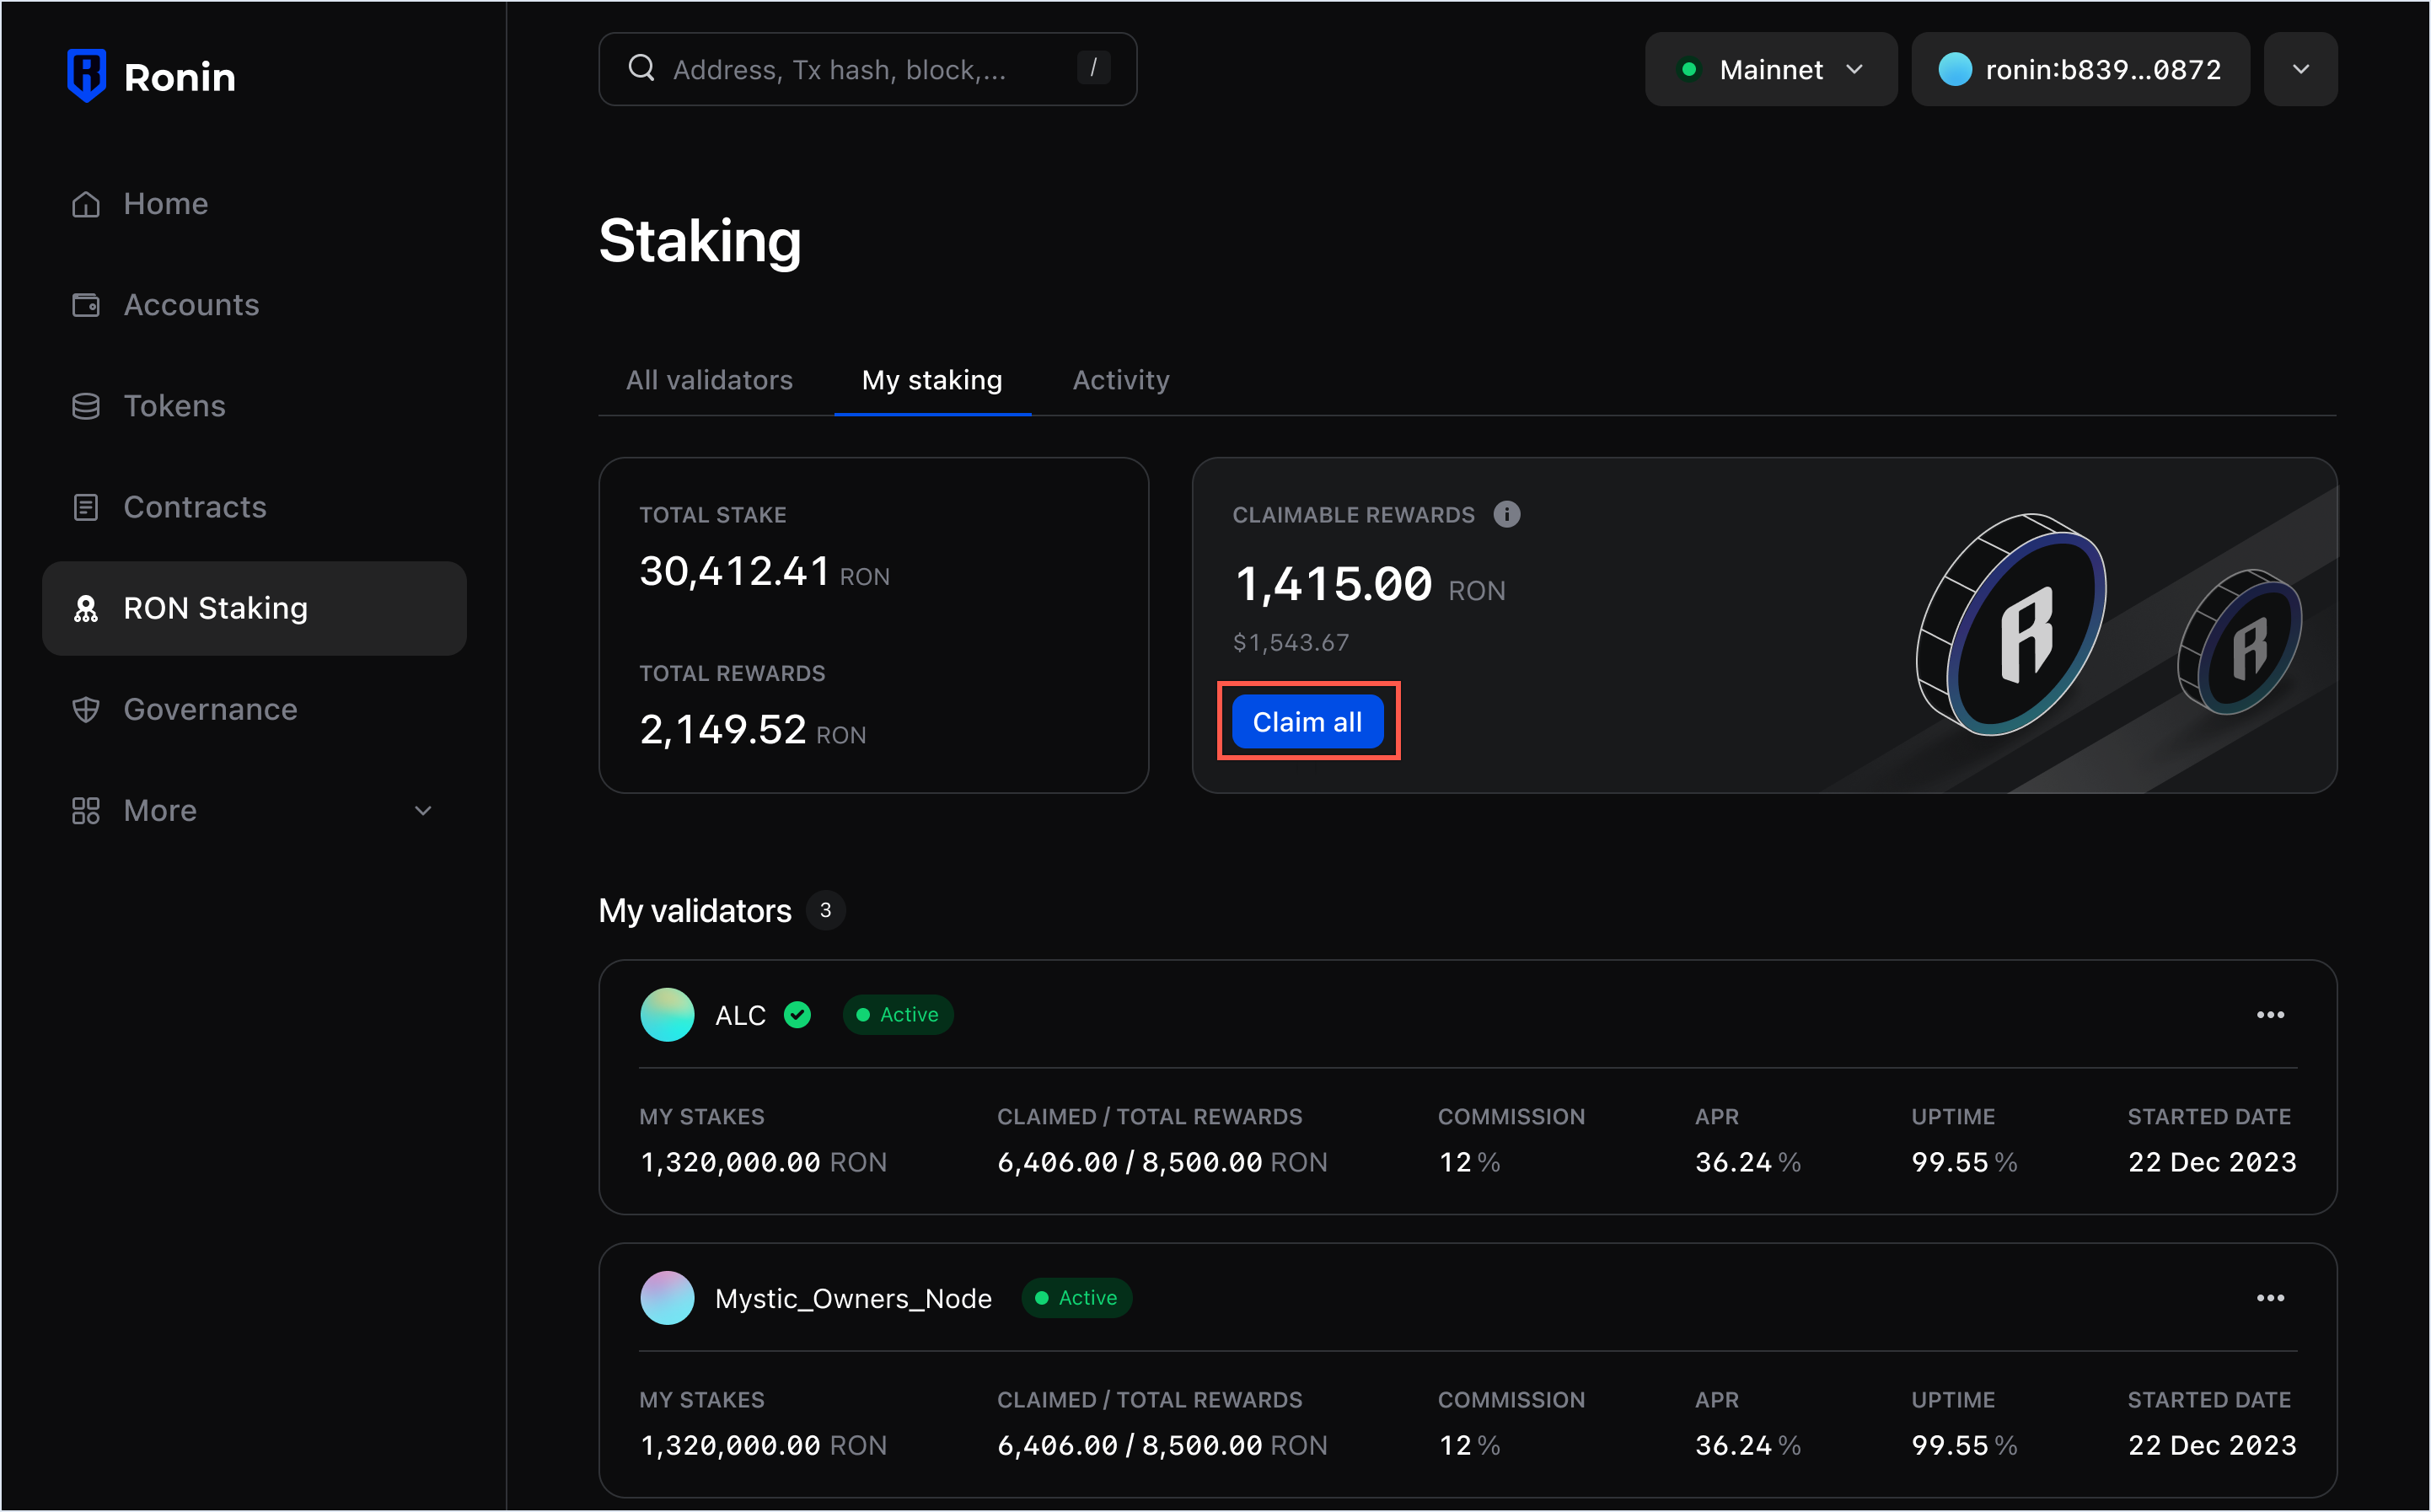 Ronin
Address, Tx hash, block,... /
Mainnet
ronin:b839...0872
Home
Accounts
Tokens
Contracts
RON Staking
Governance
More
Staking
All validators My staking Activity
TOTAL STAKE
30,412.41 RON
TOTAL REWARDS
2,149.52 RON
CLAIMABLE REWARDS
1,415.00 RON
$1,543.67
Claim all
My validators 3
ALC Active
MY STAKES CLAIMED / TOTAL REWARDS COMMISSION APR UPTIME STARTED DATE
1,320,000.00 RON 6,406.00 / 8,500.00 RON 12 % 36.24 % 99.55 % 22 Dec 2023
Mystic_Owners_Node Active
MY STAKES CLAIMED / TOTAL REWARDS COMMISSION APR UPTIME STARTED DATE
1,320,000.00 RON 6,406.00 / 8,500.00 RON 12 % 36.24 % 99.55 % 22 Dec 2023